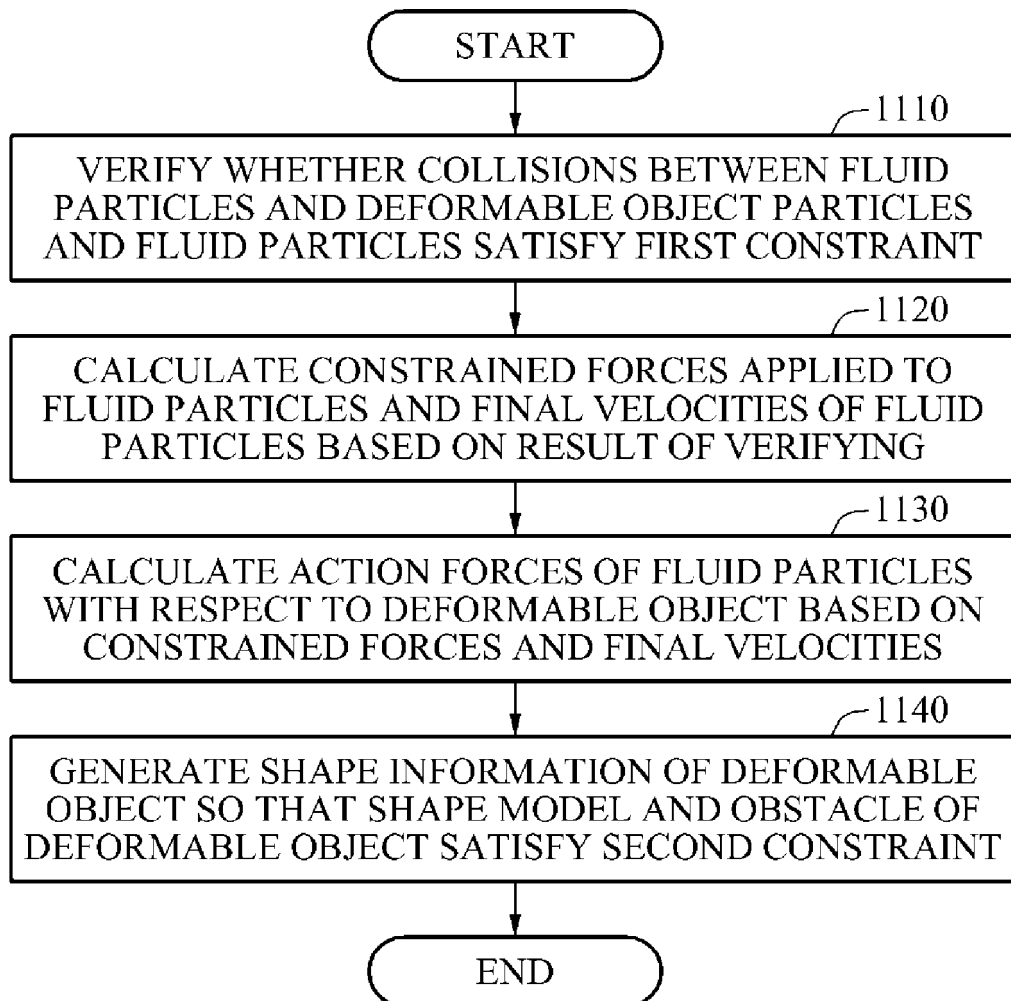 START
1110
VERIFY WHETHER COLLISIONS BETWEEN FLUID
PARTICLES AND DEFORMABLE OBJECT PARTICLES
AND FLUID PARTICLES SATISFY FIRST CONSTRAINT
1120
CALCULATE CONSTRAINED FORCES APPLIED TO
FLUID PARTICLES AND FINAL VELOCITIES OF FLUID
PARTICLES BASED ON RESULT OF VERIFYING
1130
CALCULATE ACTION FORCES OF FLUID PARTICLES
WITH RESPECT TO DEFORMABLE OBJECT BASED ON
CONSTRAINED FORCES AND FINAL VELOCITIES
1140
GENERATE SHAPE INFORMATION OF DEFORMABLE
OBJECT SO THAT SHAPE MODEL AND OBSTACLE OF
DEFORMABLE OBJECT SATISFY SECOND CONSTRAINT
END